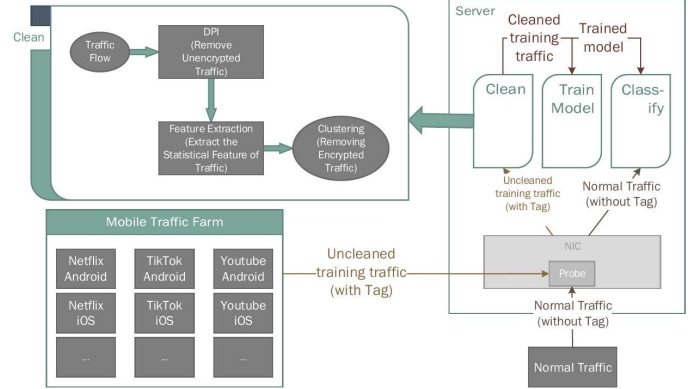 Clean
Traffic
Flow
DPI
(Remove
Unencrypted
Traffic)
Feature Extraction
(Extract the
Statistical Feature of
Traffic)
Clustering
(Removing
Encrypted
Traffic)
Server
Cleaned
training
traffic
Trained
model
Clean
Train
Model
Class-
ify
Uncleaned
training traffic
(with Tag)
Normal Traffic
(without Tag)
NIC
Probe
Normal Traffic
(without Tag)
Normal Traffic
Mobile Traffic Farm
Netflix
Android
TikTok
Android
Youtube
Android
Netflix
iOS
TikTok
iOS
Youtube
iOS
...
...
...
Uncleaned
training traffic
(with Tag)